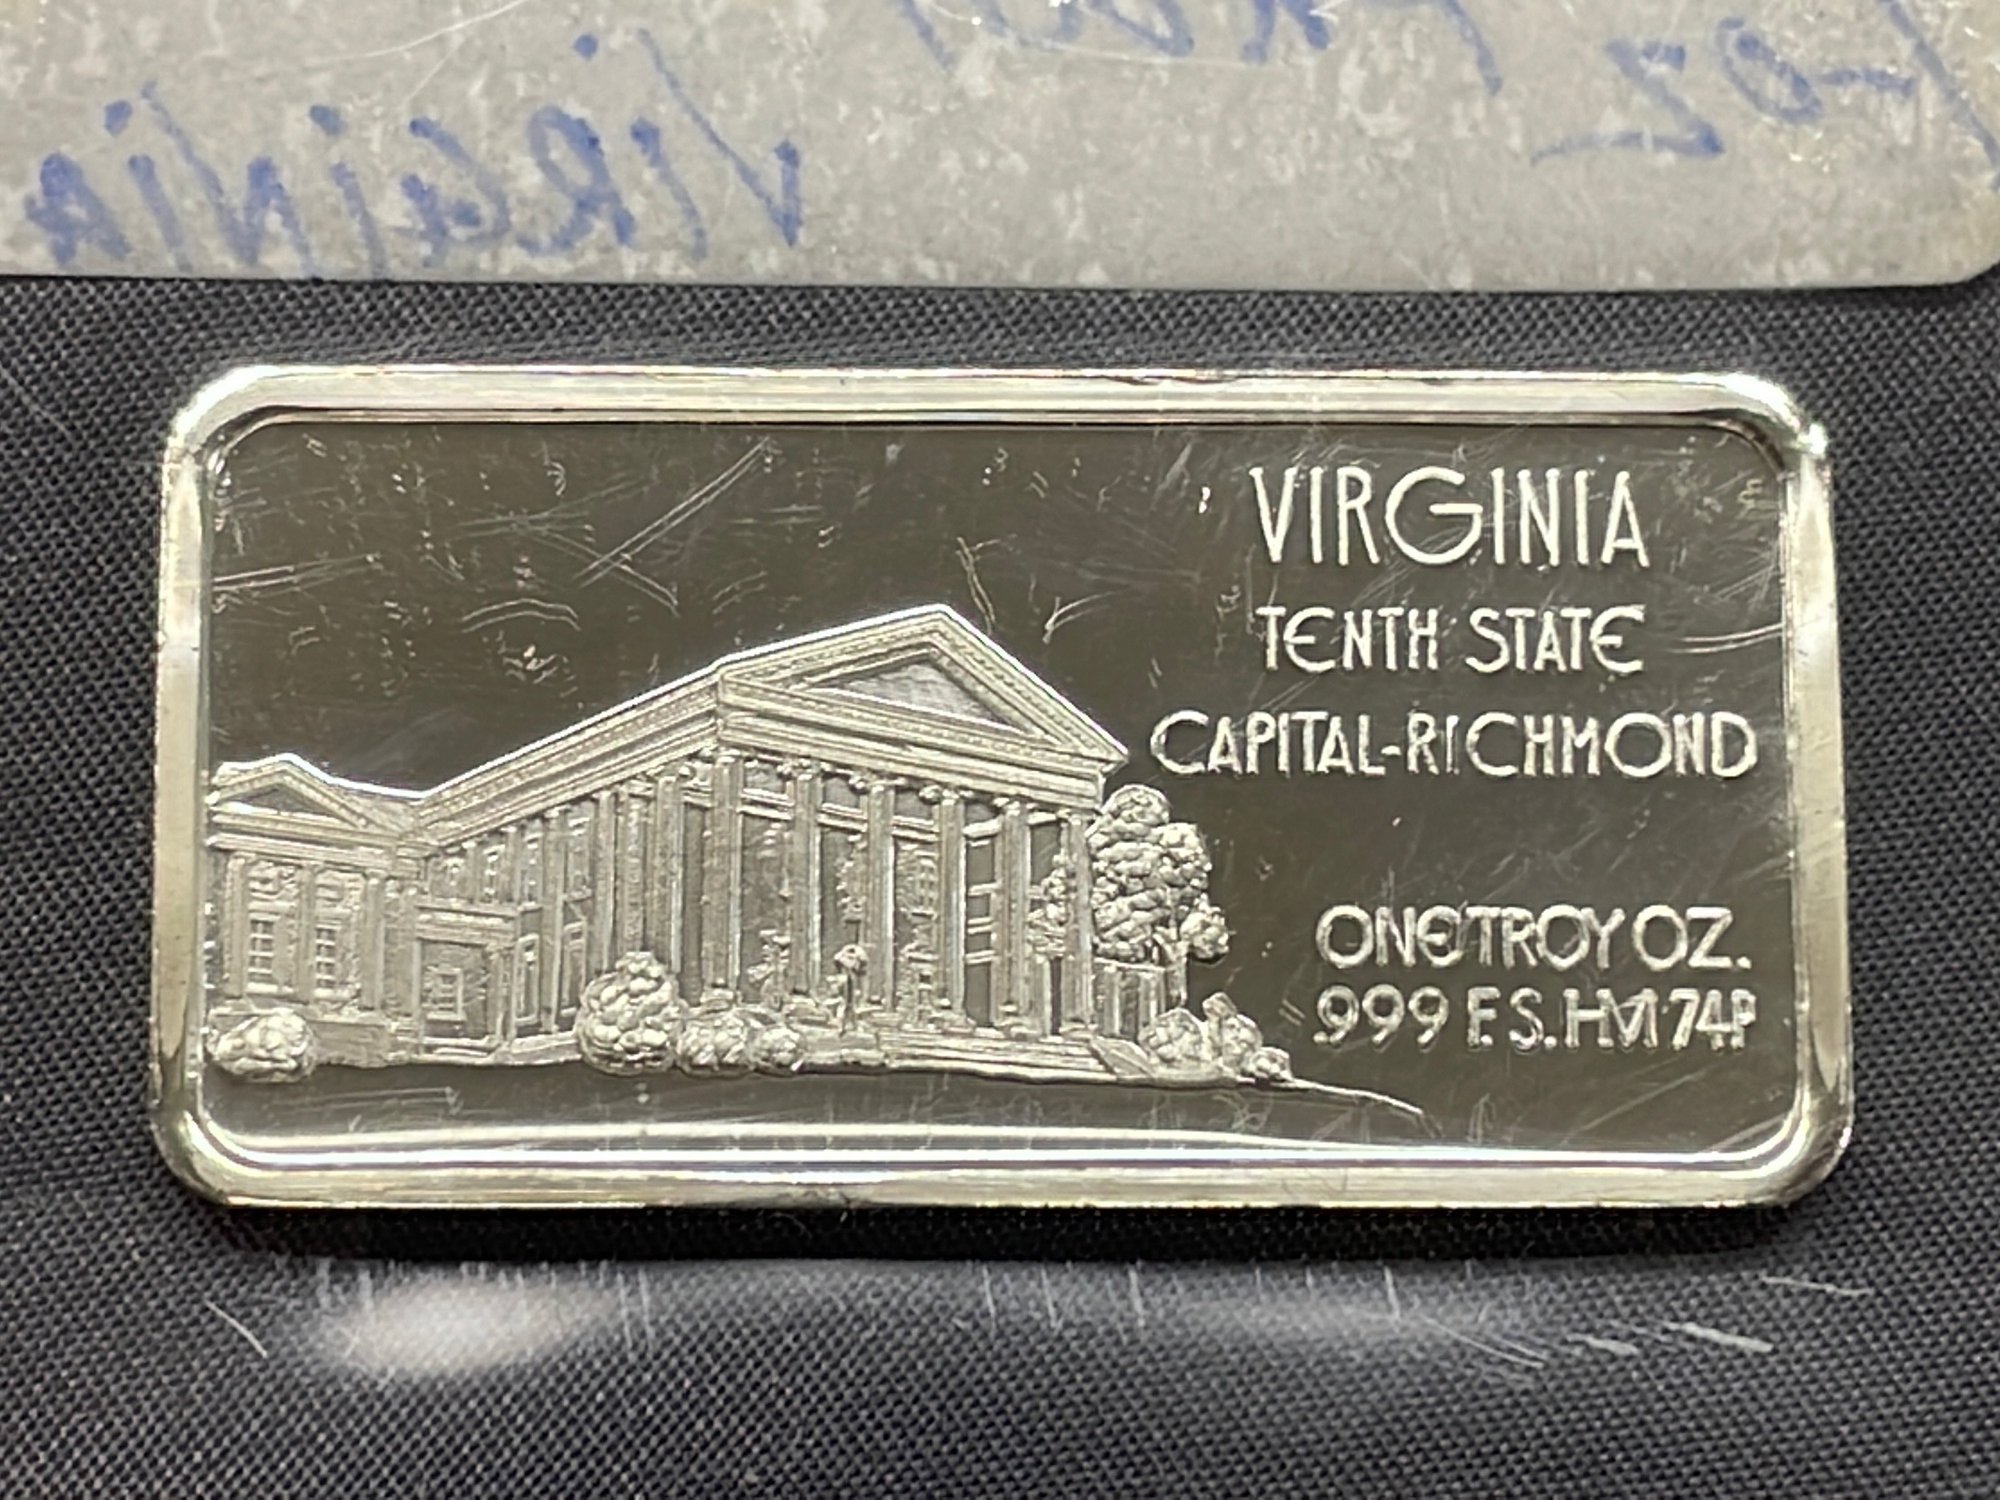 Virginia
VIRGINIA
TENTH STATE
CAPITAL-RICHMOND
ONE TROY OZ.
.999 F.S. HM 74P